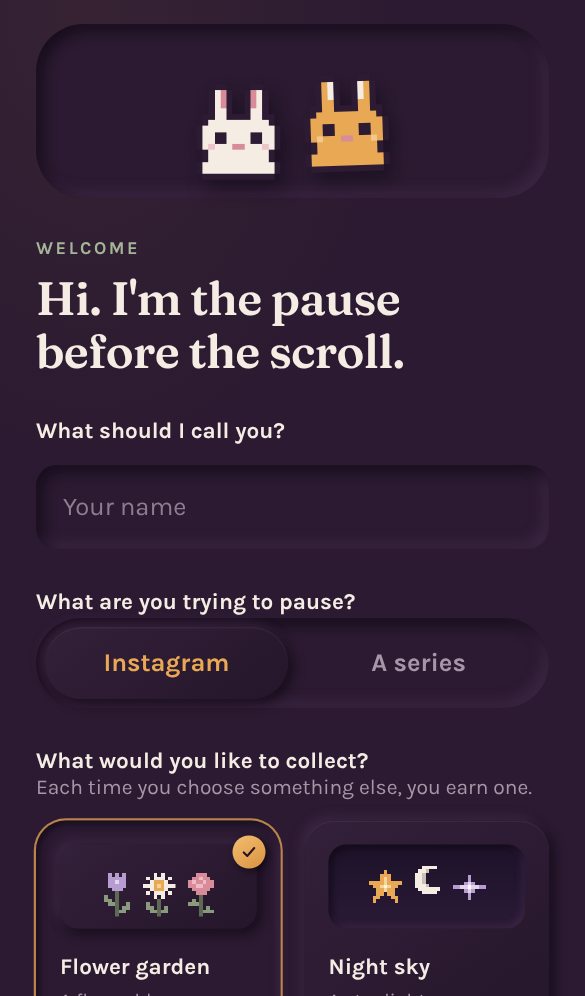 WELCOME
Hi. I'm the pause
before the scroll.
What should I call you?
Your name
What are you trying to pause?
Instagram
A series
What would you like to collect?
Each time you choose something else, you earn one.
Flower garden
Night sky